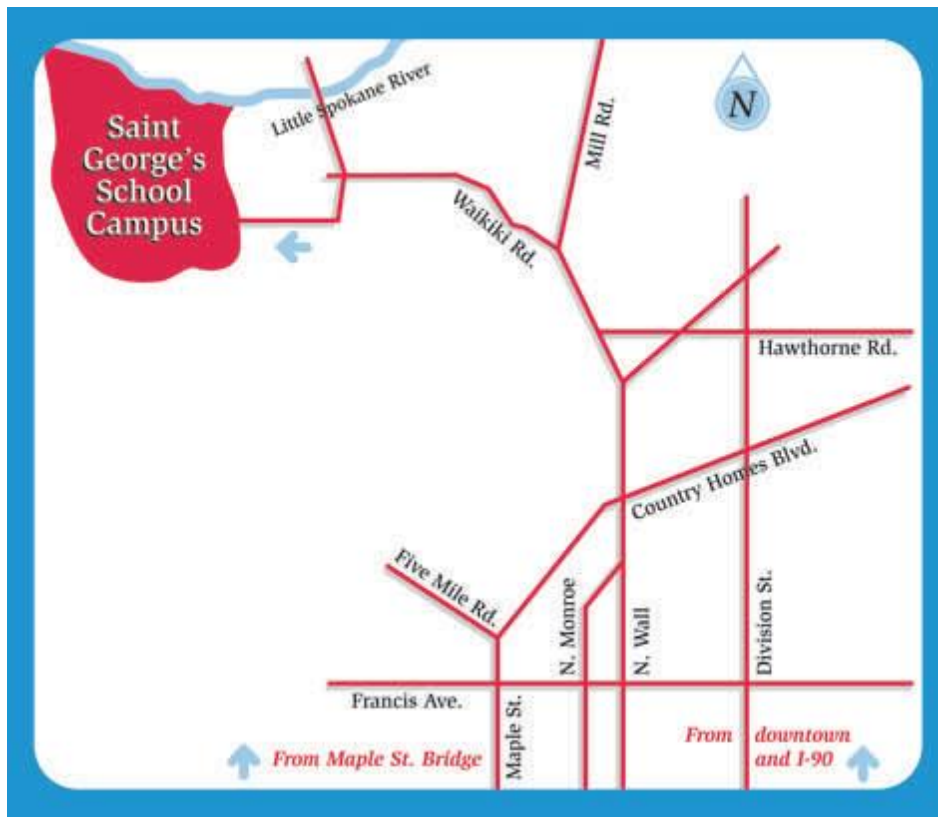 Saint
George's
School
Campus
Little Spokane River
Mill Rd.
N
Waikiki Rd.
Hawthorne Rd.
Country Homes Blvd.
Five Mile Rd.
N. Monroe
N. Wall
Division St.
Francis Ave.
Maple St.
From Maple St. Bridge
From downtown
and I-90